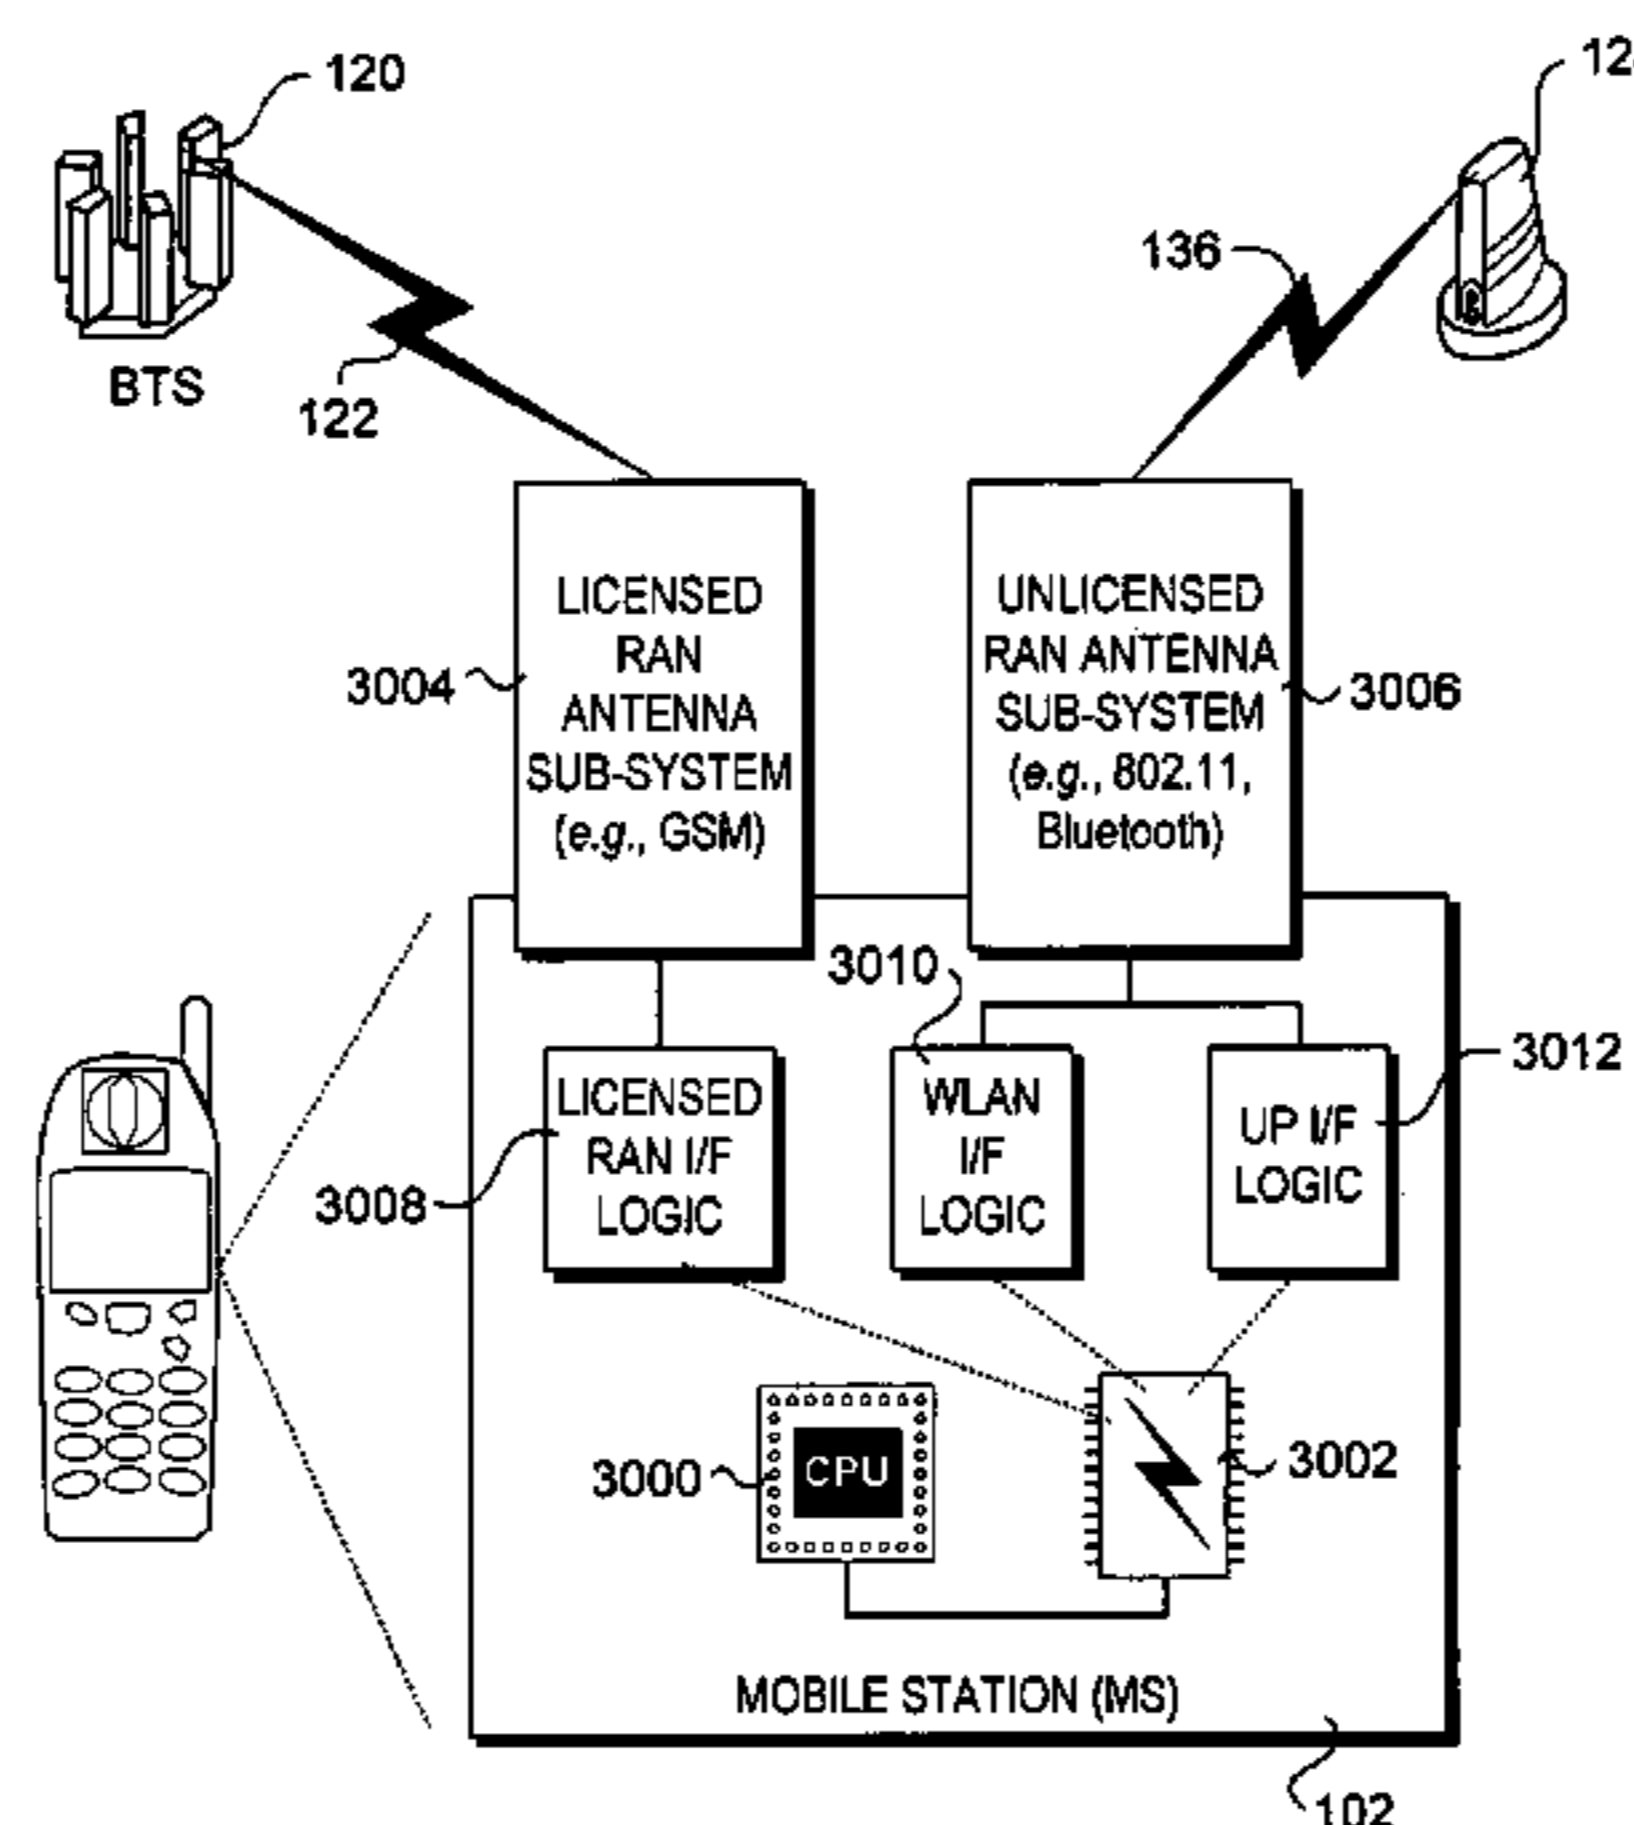 120
136
BTS
122
LICENSED
RAN
ANTENNA
SUB-SYSTEM
(e.g., GSM)
3004
UNLICENSED
RAN ANTENNA
SUB-SYSTEM
(e.g., 802.11,
Bluetooth)
3006
3010
LICENSED
RAN I/F
LOGIC
3008
WLAN
I/F
LOGIC
UP I/F
LOGIC
3012
3000
CPU
3002
MOBILE STATION (MS)
102